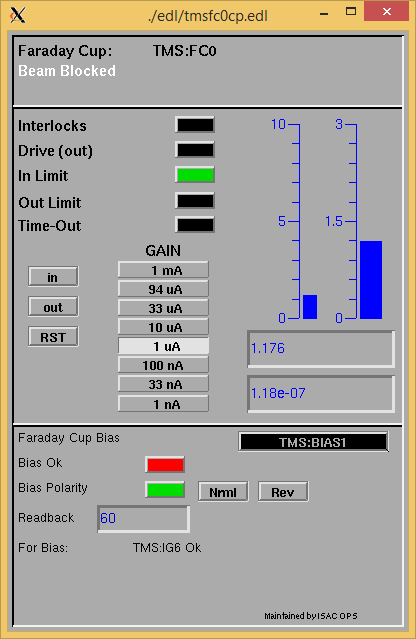 ./edl/tmsfc0cp.edl
Faraday Cup: TMS:FC0
Beam Blocked
Interlocks
Drive (out)
In Limit
Out Limit
Time-Out
10 3
5 1.5
0 0
GAIN
1 mA
94 uA
33 uA
10 uA
1 uA
100 nA
33 nA
1 nA
in
out
RST
1.176
1.18e-07
Faraday Cup Bias TMS:BIAS1
Bias Ok
Bias Polarity Nrml Rev
Readback 60
For Bias: TMS:IG6 Ok
Maintained by ISAC OPS